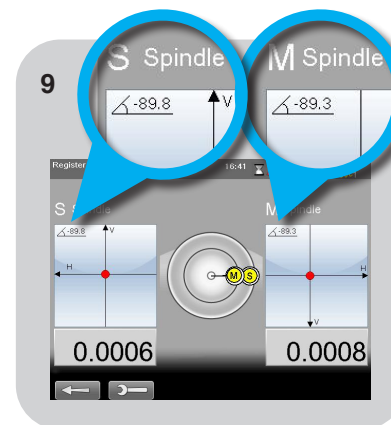 9
S Spindle
M Spindle
-89.8
V
-89.3
Register
16:41
S Spindle
M Spindle
-89.8
V
H
M S
-89.3
H
V
0.0006
0.0008